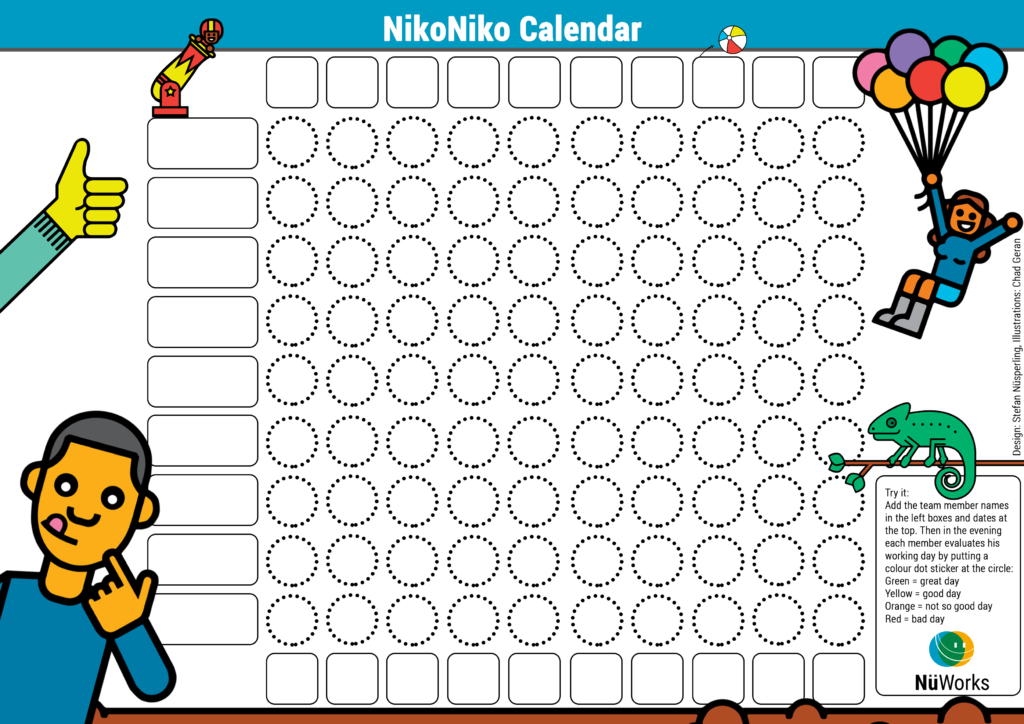 NikoNiko Calendar
Design: Stefan Nüsperling, Illustrations: Chad Geran
Try it:
Add the team member names
in the left boxes and dates at
the top. Then in the evening
each member evaluates his
working day by putting a
colour dot sticker at the circle:
Green = great day
Yellow = good day
Orange = not so good day
Red = bad day
NüWorks